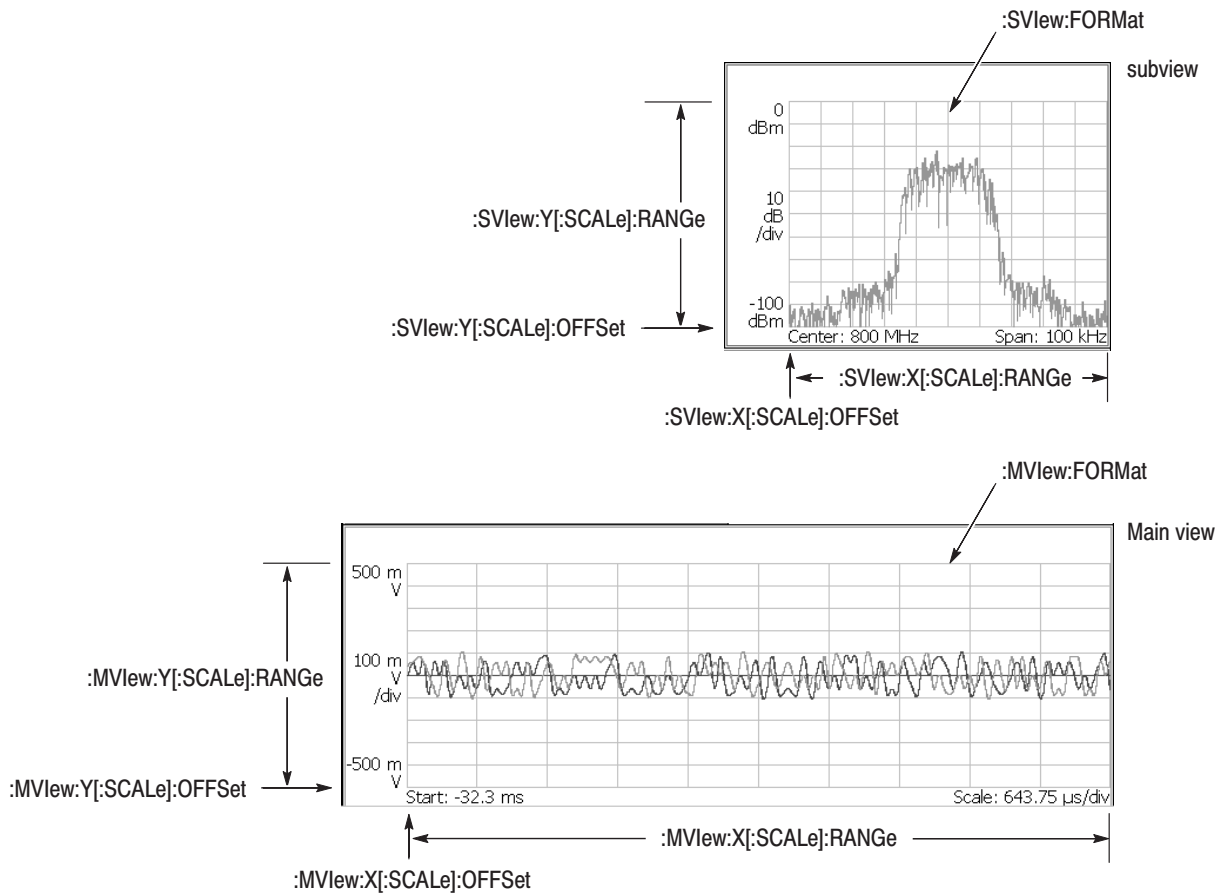 :SVIew:FORMat
subview
0
dBm
:SVIew:Y[:SCALe]:RANGe
10
dB
/div
-100
dBm
:SVIew:Y[:SCALe]:OFFSet
Center: 800 MHz
Span: 100 kHz
:SVIew:X[:SCALe]:RANGe
:SVIew:X[:SCALe]:OFFSet
:MVIew:FORMat
Main view
500 m
V
:MVIew:Y[:SCALe]:RANGe
100 m
V
/div
-500 m
V
:MVIew:Y[:SCALe]:OFFSet
Start: -32.3 ms
Scale: 643.75 µs/div
:MVIew:X[:SCALe]:RANGe
:MVIew:X[:SCALe]:OFFSet